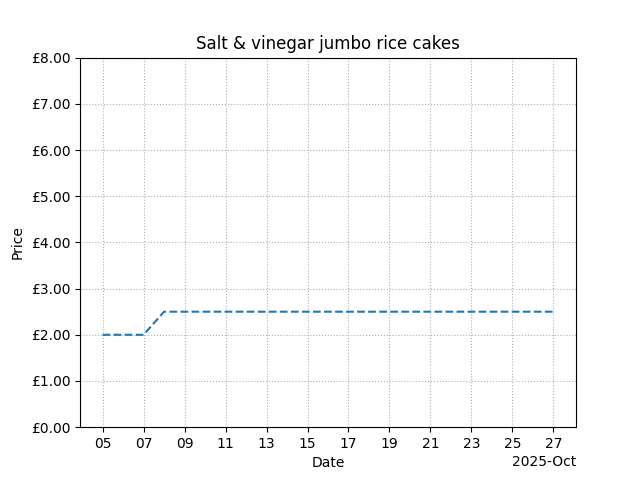 Salt & vinegar jumbo rice cakes
£8.00
£7.00
£6.00
£5.00
£4.00
£3.00
£2.00
£1.00
£0.00
Price
05 07 09 11 13 15 17 19 21 23 25 27
Date
2025-Oct